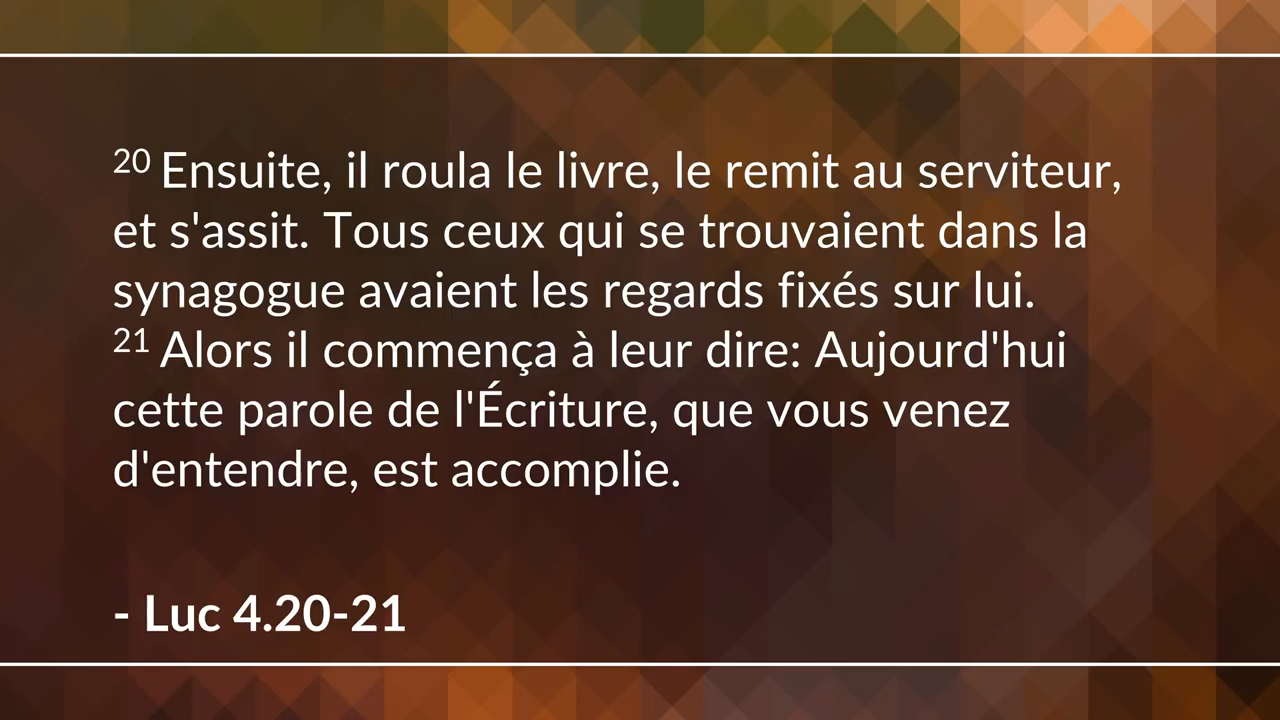 20 Ensuite, il roula le livre, le remit au serviteur,
et s'assit. Tous ceux qui se trouvaient dans la
synagogue avaient les regards fixés sur lui.
21 Alors il commença à leur dire: Aujourd'hui
cette parole de l'Écriture, que vous venez
d'entendre, est accomplie.
- Luc 4.20-21